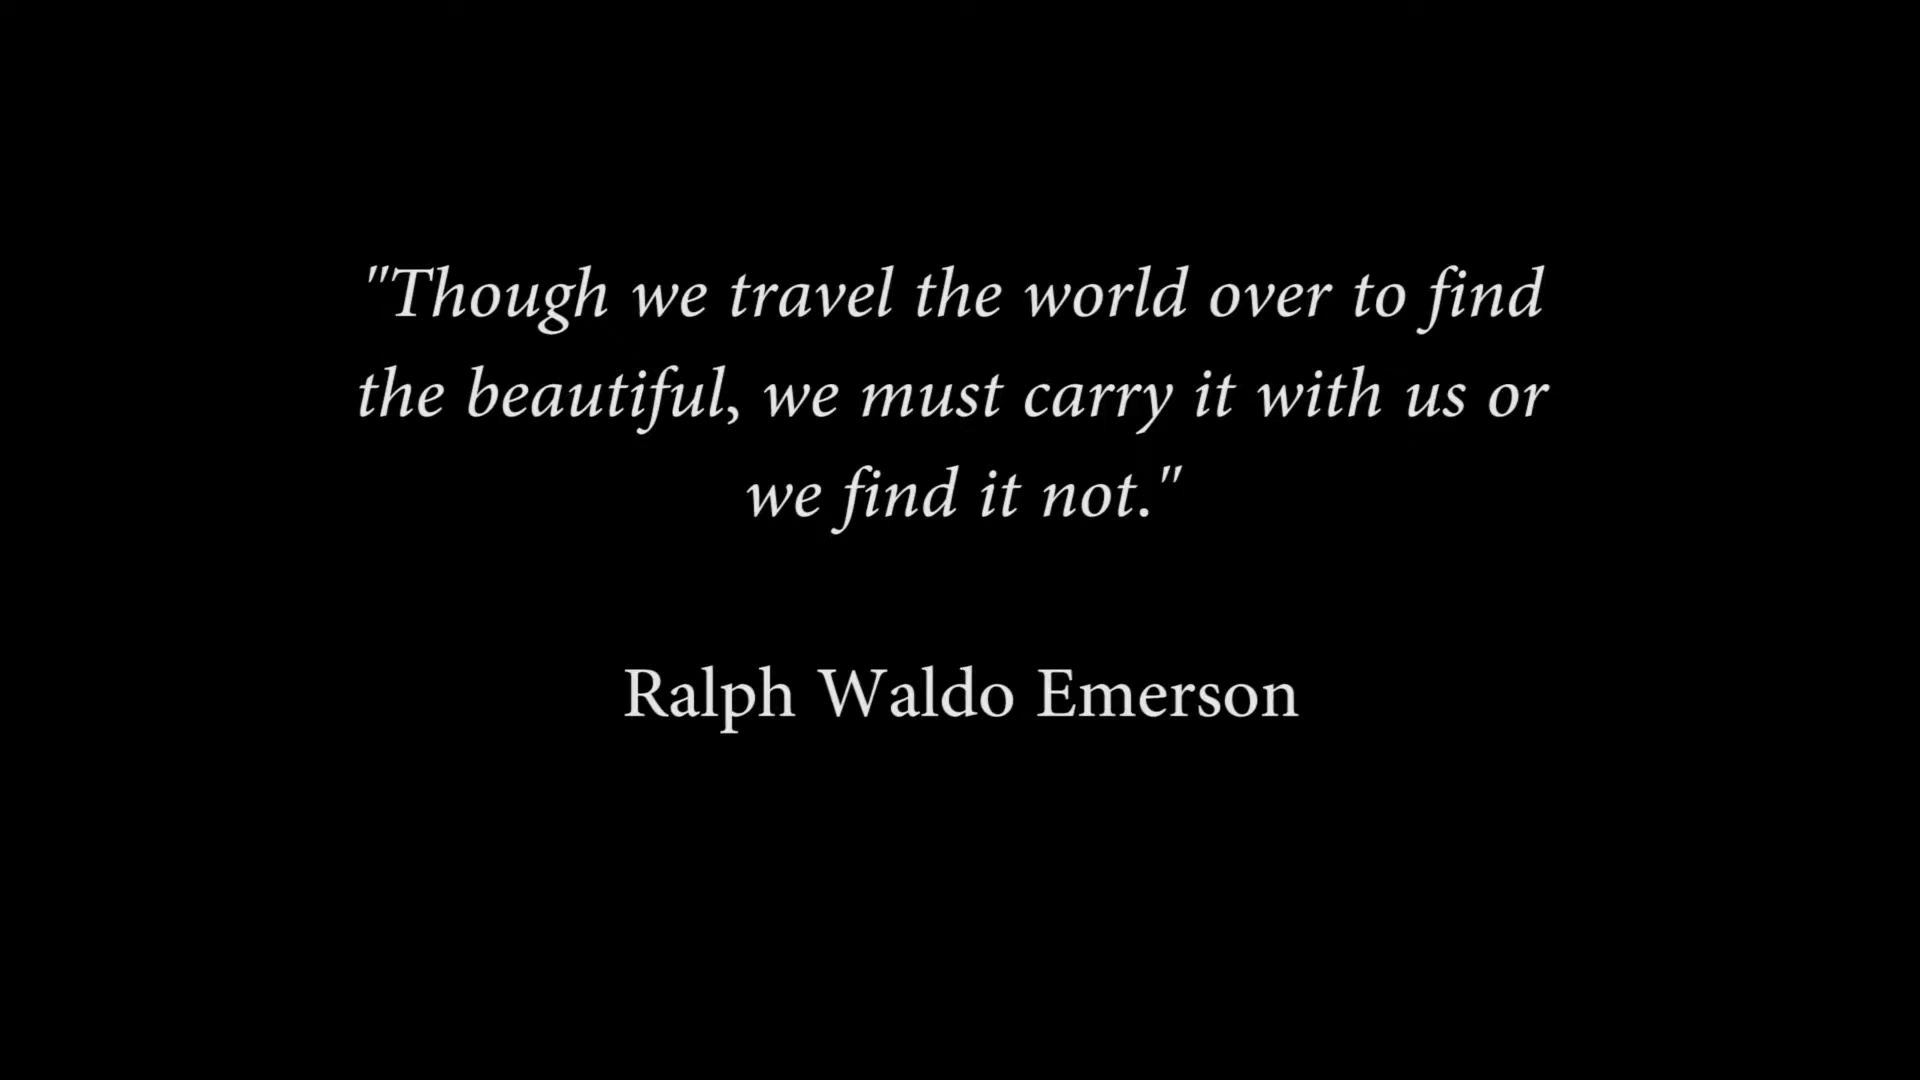 "Though we travel the world over to find
the beautiful, we must carry it with us or
we find it not."
Ralph Waldo Emerson